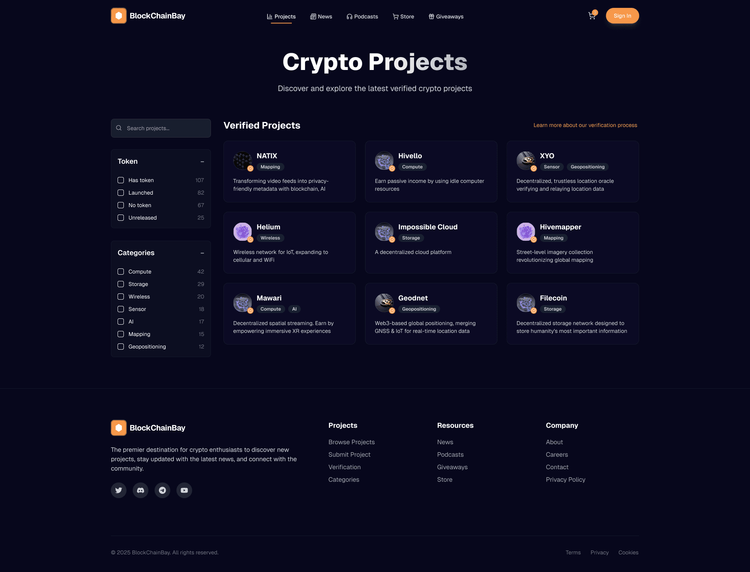 BlockChainBay
Projects
News
Podcasts
Store
Giveaways
Sign In
Crypto Projects
Discover and explore the latest verified crypto projects
Search projects...
Verified Projects
Learn more about our verification process
Token
Has token 107
Launched 82
No token 67
Unreleased 25
Categories
Compute 42
Storage 29
Wireless 20
Sensor 18
AI 17
Mapping 15
Geopositioning 12
NATIX
Mapping
Transforming video feeds into privacy-
friendly metadata with blockchain, AI
Hivello
Compute
Earn passive income by using idle computer
resources
XYO
Sensor Geopositioning
Decentralized, trustless location oracle
verifying and relaying location data
Helium
Wireless
Wireless network for IoT, expanding to
cellular and WiFi
Impossible Cloud
Storage
A decentralized cloud platform
Hivemapper
Mapping
Street-level imagery collection
revolutionizing global mapping
Mawari
Compute AI
Decentralized spatial streaming. Earn by
empowering immersive XR experiences
Geodnet
Geopositioning
Web3-based global positioning, merging
GNSS & IoT for real-time location data
Filecoin
Storage
Decentralized storage network designed to
store humanity's most important information
BlockChainBay
The premier destination for crypto enthusiasts to discover new
projects, stay updated with the latest news, and connect with the
community.
Projects
Browse Projects
Submit Project
Verification
Categories
Resources
News
Podcasts
Giveaways
Store
Company
About
Careers
Contact
Privacy Policy
© 2025 BlockChainBay. All rights reserved.
Terms
Privacy
Cookies